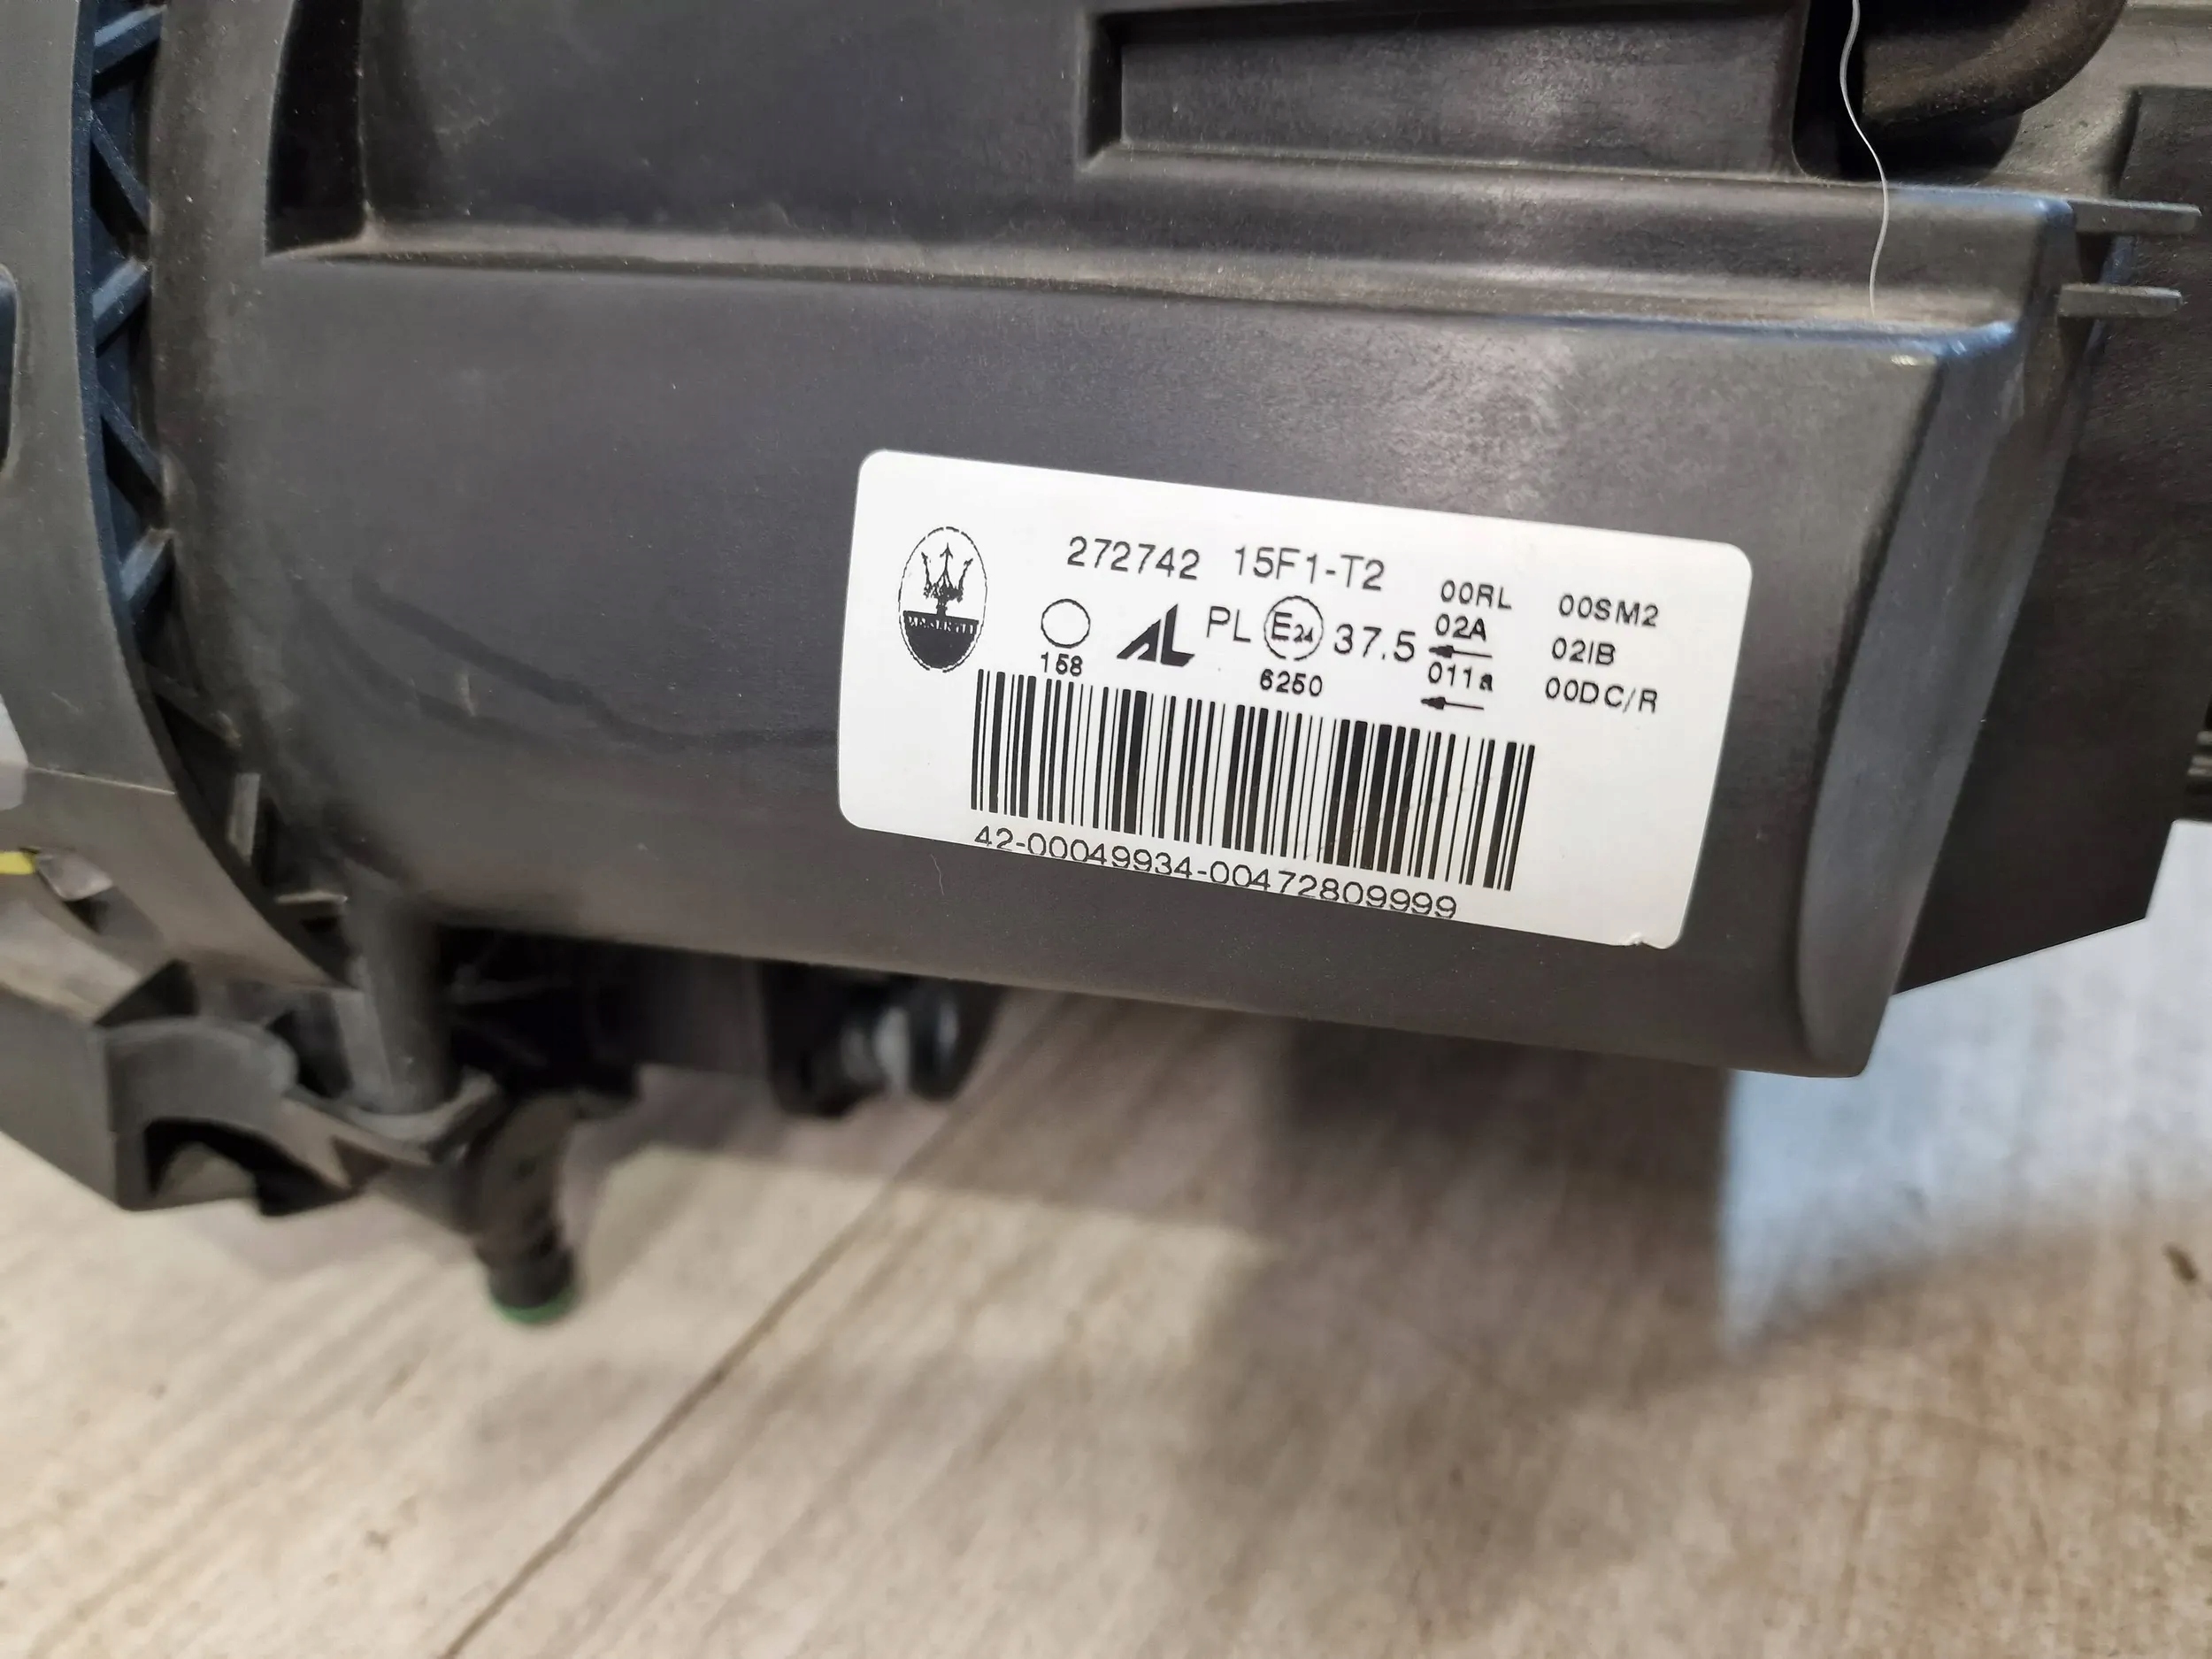 272742 15F1-T2
00RL 00SM2
158 AL PL E24 37.5 02A 02IB
6250 011a 00DC/R
MASERATI
42-00049934-00472809999